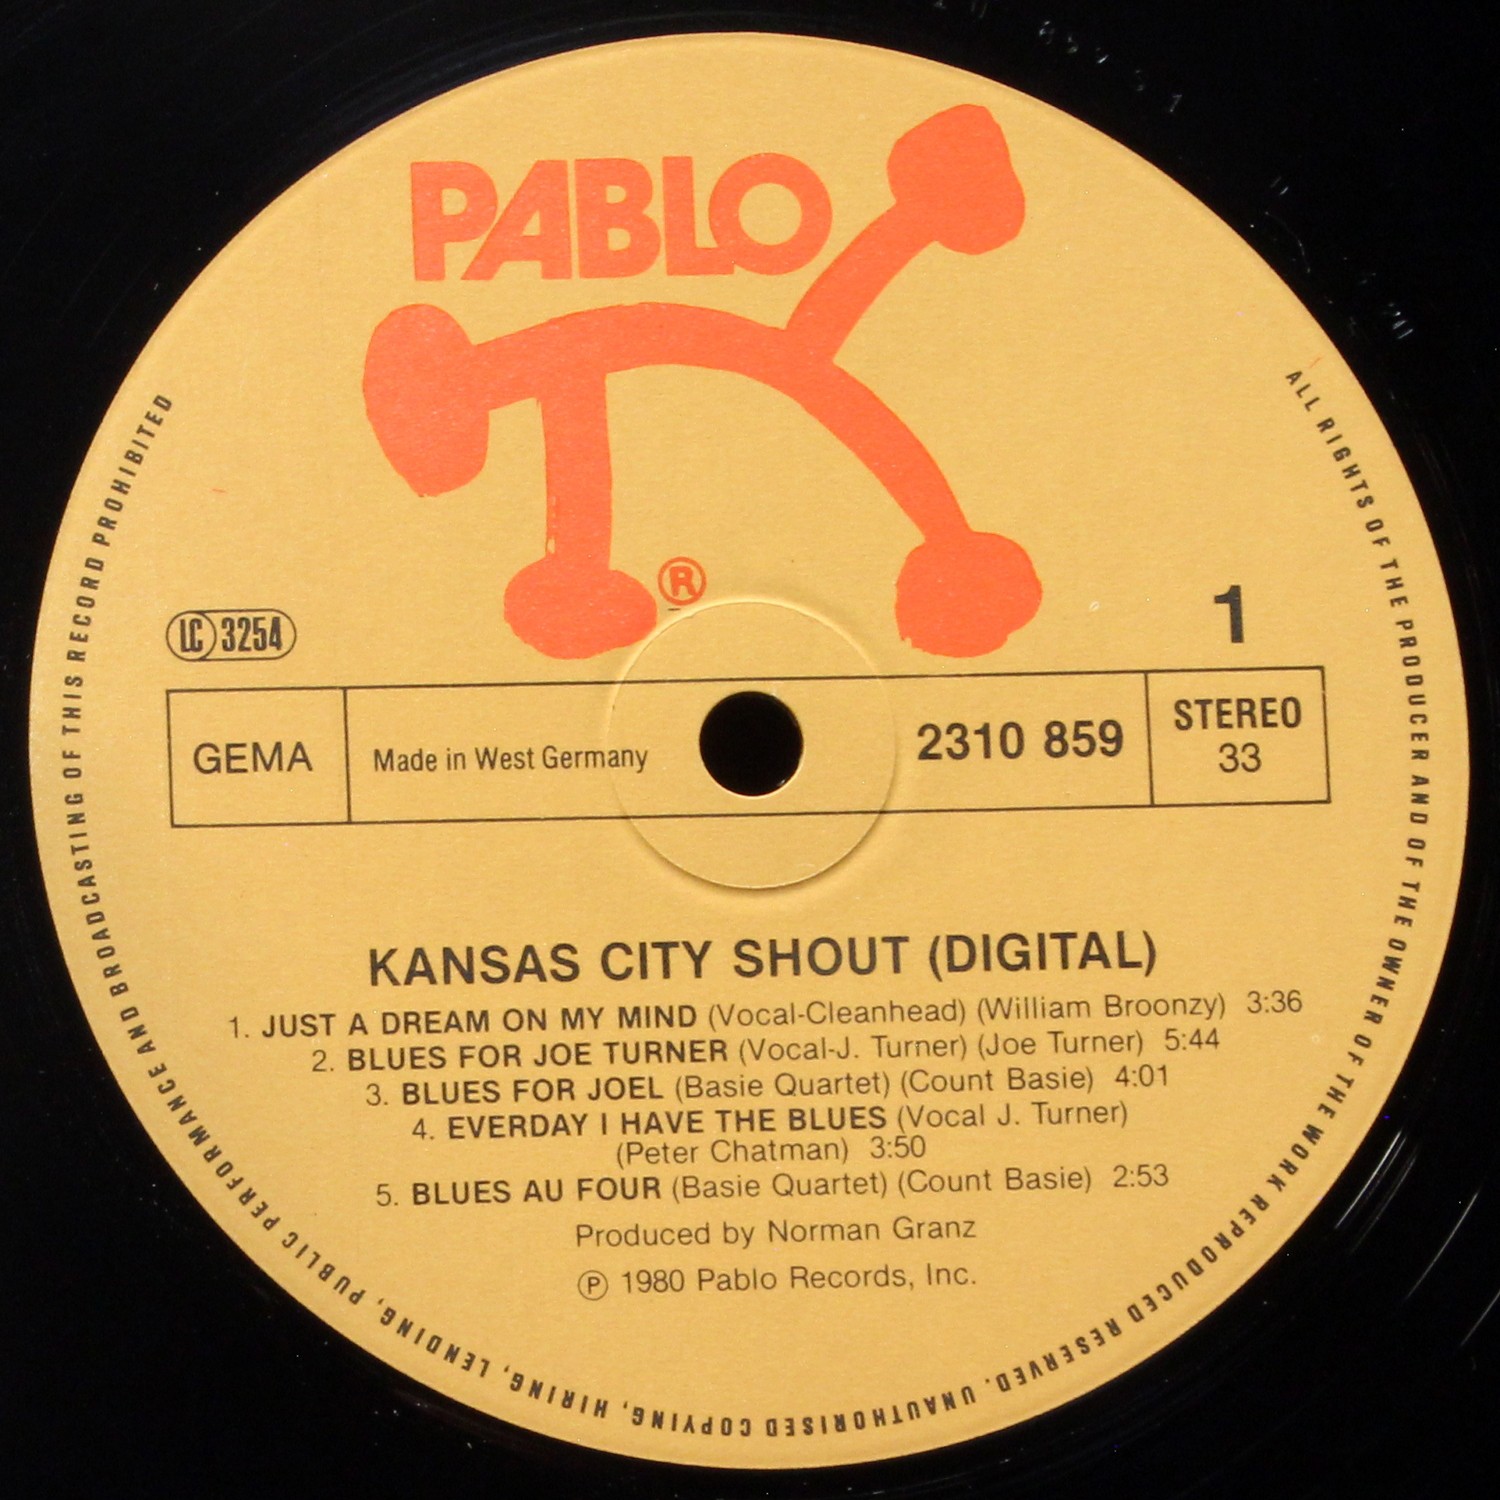 PABLO
®
LC 3254
1
GEMA
Made in West Germany
2310 859
STEREO
33
KANSAS CITY SHOUT (DIGITAL)
1. JUST A DREAM ON MY MIND (Vocal-Cleanhead) (William Broonzy) 3:36
2. BLUES FOR JOE TURNER (Vocal-J. Turner) (Joe Turner) 5:44
3. BLUES FOR JOEL (Basie Quartet) (Count Basie) 4:01
4. EVERDAY I HAVE THE BLUES (Vocal J. Turner)
(Peter Chatman) 3:50
5. BLUES AU FOUR (Basie Quartet) (Count Basie) 2:53
Produced by Norman Granz
℗ 1980 Pablo Records, Inc.
ALL RIGHTS OF THE PRODUCER AND OF THE OWNER OF THE WORK REPRODUCED RESERVED. UNAUTHORISED COPYING, HIRING, LENDING, PUBLIC PERFORMANCE AND BROADCASTING OF THIS RECORD PROHIBITED